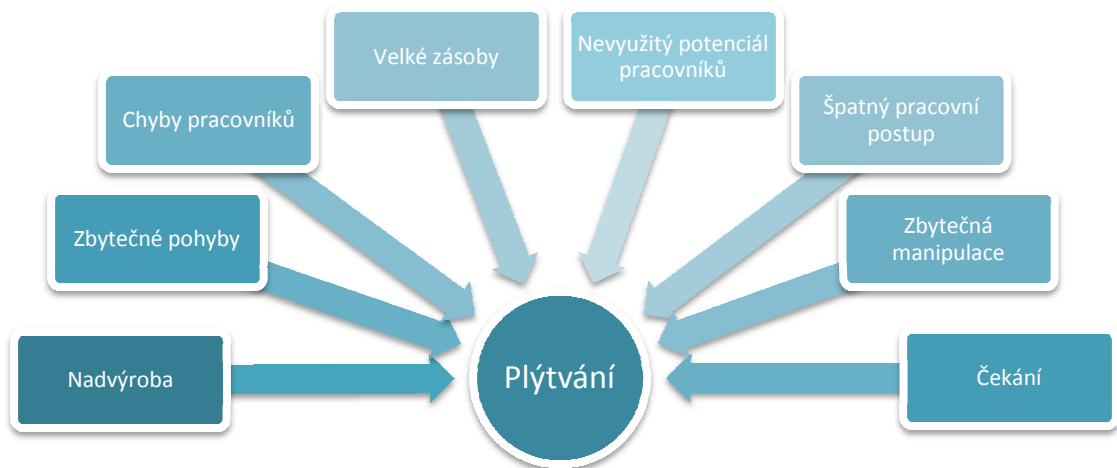 Velké zásoby
Nevyužitý potenciál
pracovníků
Chyby pracovníků
Špatný pracovní
postup
Zbytečné pohyby
Zbytečná
manipulace
Nadvýroba
Plýtvání
Čekání